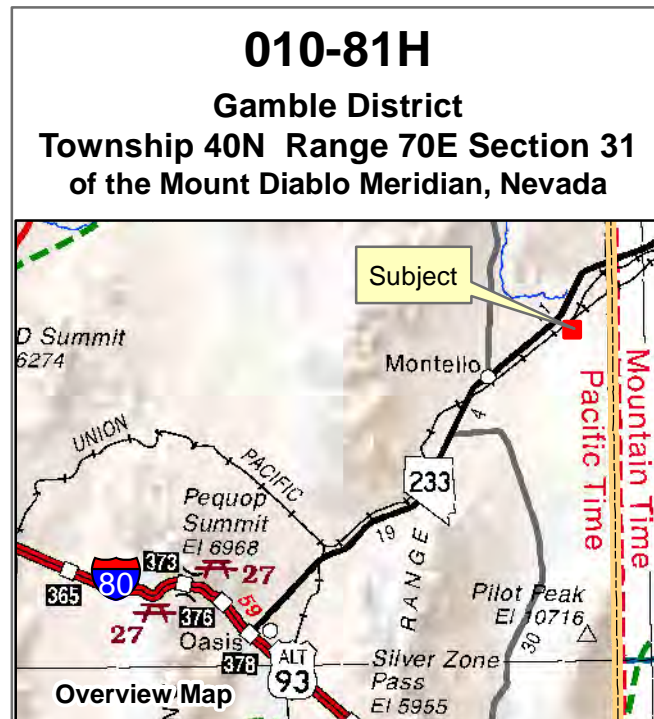 010-81H
Gamble District
Township 40N Range 70E Section 31
of the Mount Diablo Meridian, Nevada
Subject
D Summit
6274
Montello
1
4
Mountain Time
Pacific Time
UNION
PACIFIC
233
19
RANGE
Pequop
Summit
El 6968
373
27
80
365
376
59
27
Oasis
378
ALT
93
Pilot Peak
El 10716
30
Silver Zone
Pass
El 5955
Overview Map